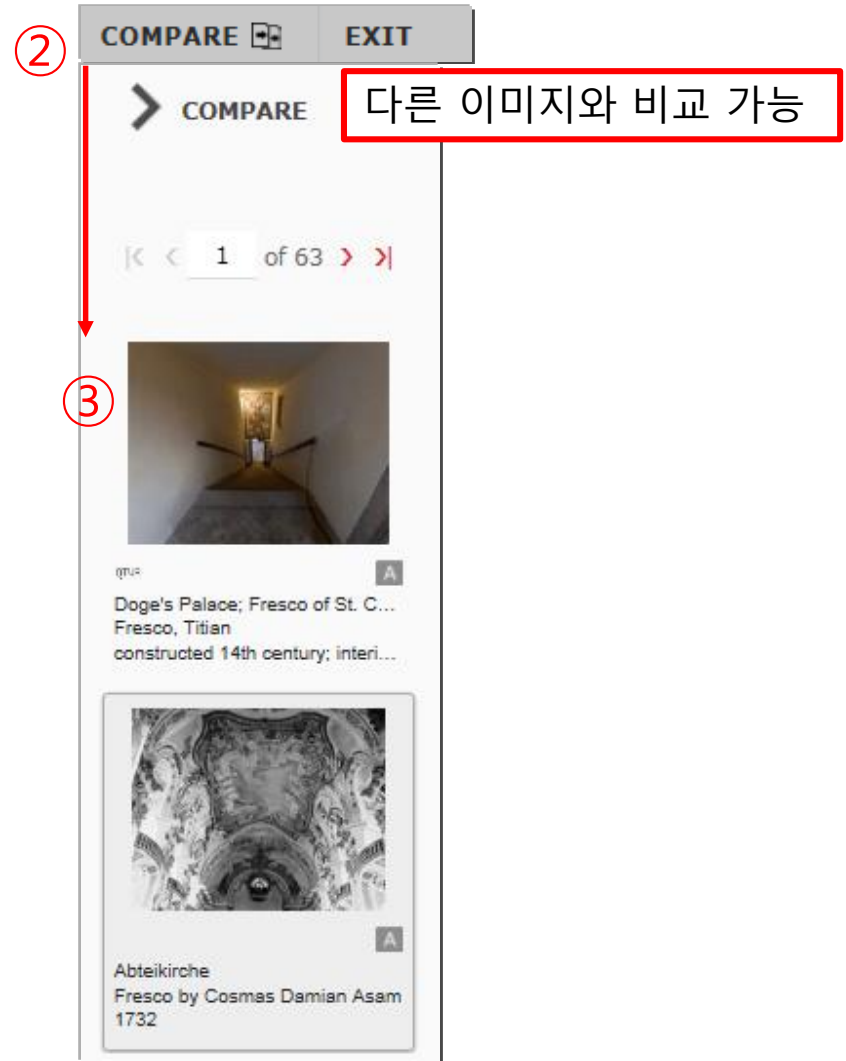 ② COMPARE EXIT
COMPARE
다른 이미지와 비교 가능
1 of 63
③
A
Doge's Palace; Fresco of St. C...
Fresco, Titian
constructed 14th century; interi...
A
Abteikirche
Fresco by Cosmas Damian Asam
1732